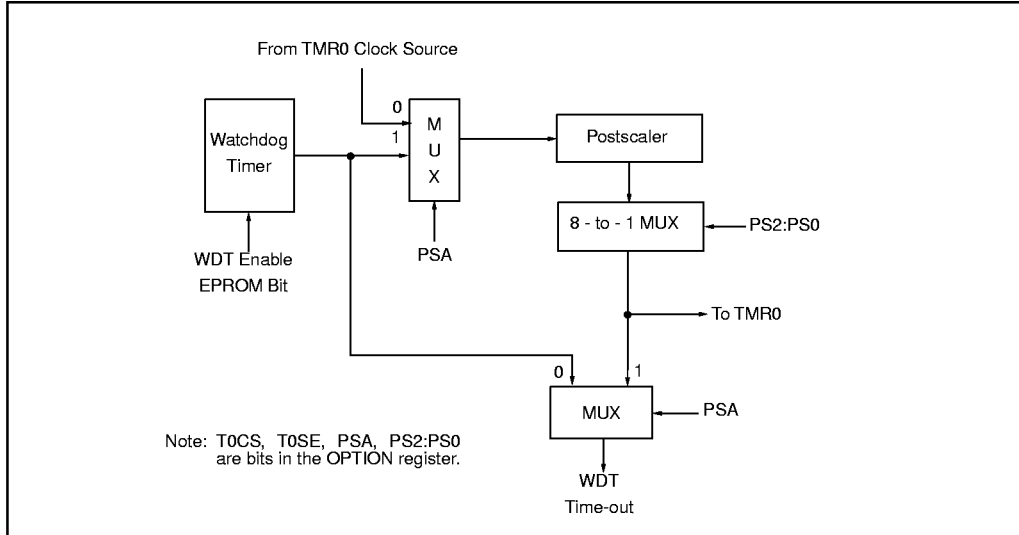 From TMR0 Clock Source
0
1
M
U
X
Watchdog
Timer
Postscaler
8 - to - 1 MUX
PS2:PS0
PSA
WDT Enable
EPROM Bit
To TMR0
0
1
MUX
PSA
Note: T0CS, T0SE, PSA, PS2:PS0
are bits in the OPTION register.
WDT
Time-out